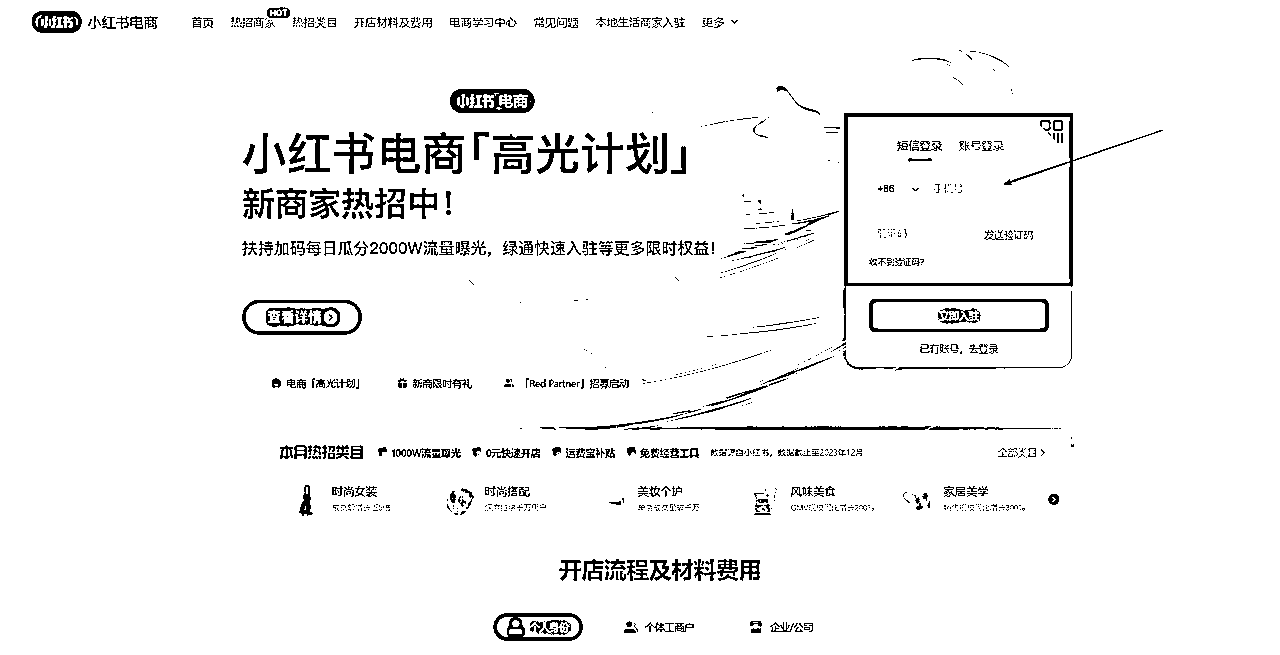 小红书 小红书电商 首页 热招商家 HOT 热招类目 开店材料及费用 电商学习中心 常见问题 本地生活商家入驻 更多
小红书电商
小红书电商「高光计划」
新商家热招中!
扶持加码每日瓜分2000W流量曝光,绿通快速入驻等更多限时权益!
查看详情
电商「高光计划」 新商限时有礼 「Red Partner」招募启动
短信登录 账号登录
+86 手机号
验证码 发送验证码
收不到验证码?
立即入驻
已有账号,去登录
本月热招类目 1000W流量曝光 0元快速开店 运费宝补贴 免费经营工具 数据源自小红书,数据截止至2023年12月 全部类目
时尚女装 时尚搭配 美妆个护 风味美食 家居美学
开店流程及材料费用
个人身份 个体工商户 企业/公司